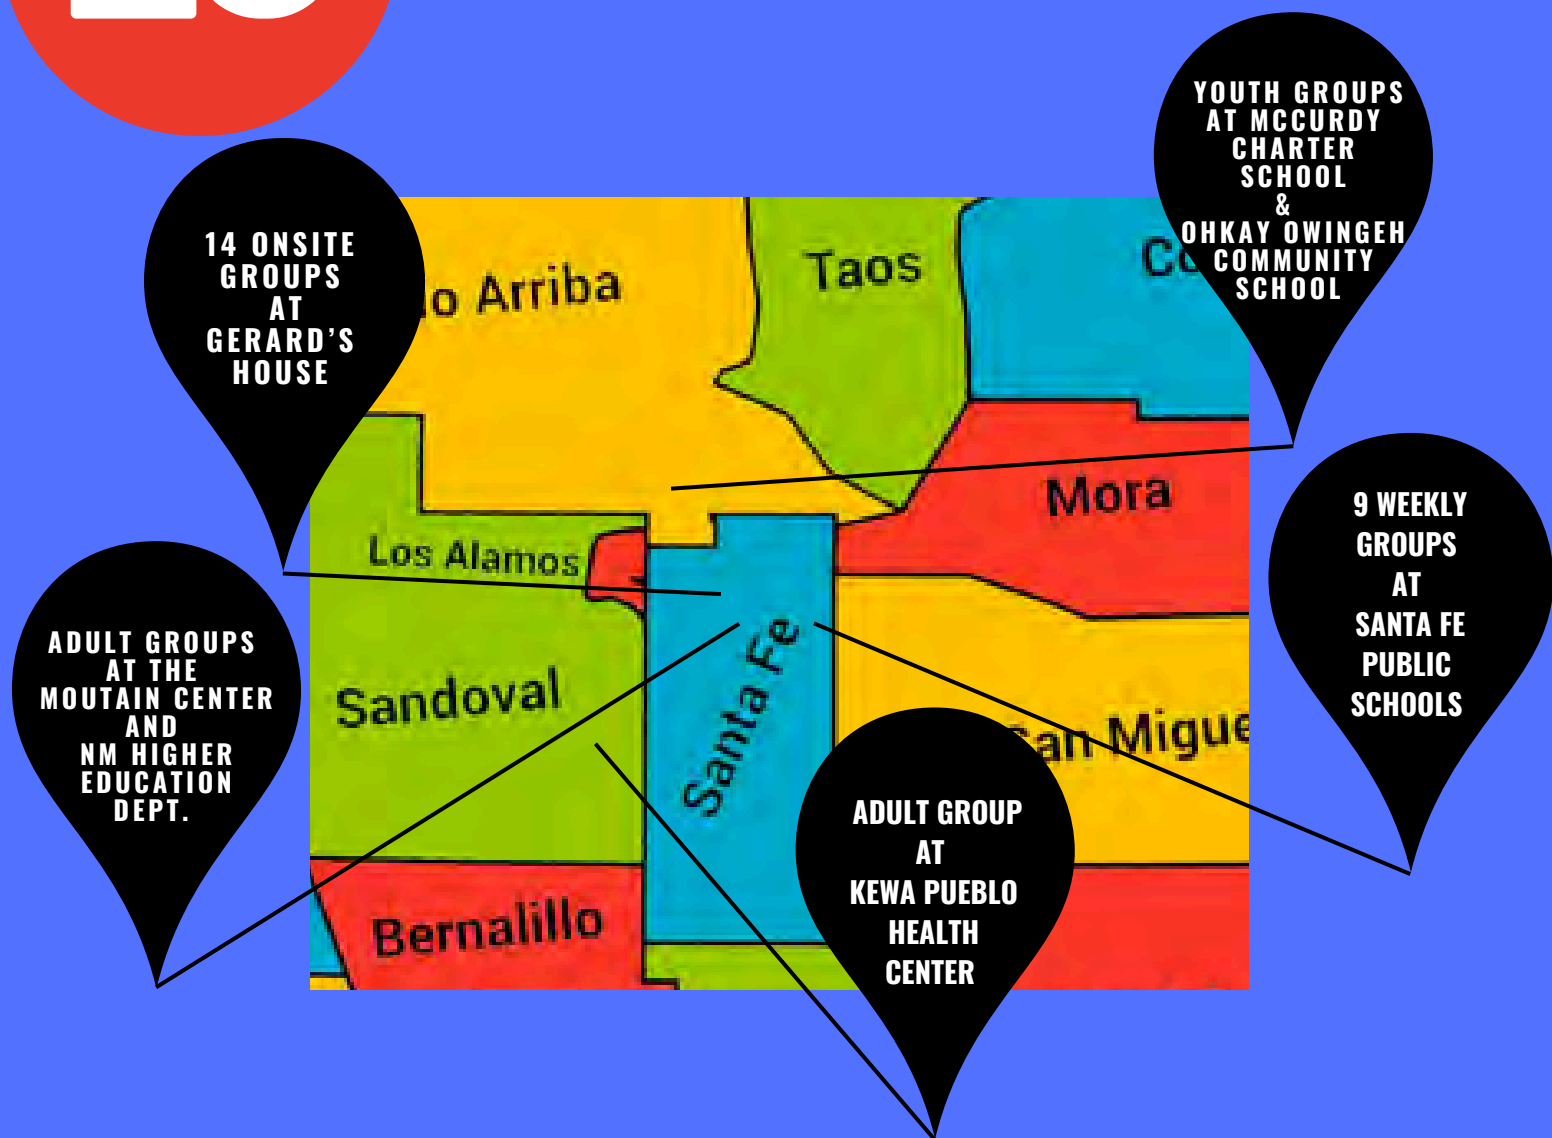 YOUTH GROUPS
AT MCCURDY
CHARTER
SCHOOL
&
OHKAY OWINGEH
COMMUNITY
SCHOOL
14 ONSITE
GROUPS
AT
GERARD’S
HOUSE
Arriba
Taos
Mora
Los Alamos
Sandoval
Santa Fe
Bernalillo
9 WEEKLY
GROUPS
AT
SANTA FE
PUBLIC
SCHOOLS
ADULT GROUPS
AT THE
MOUTAIN CENTER
AND
NM HIGHER
EDUCATION
DEPT.
ADULT GROUP
AT
KEWA PUEBLO
HEALTH
CENTER